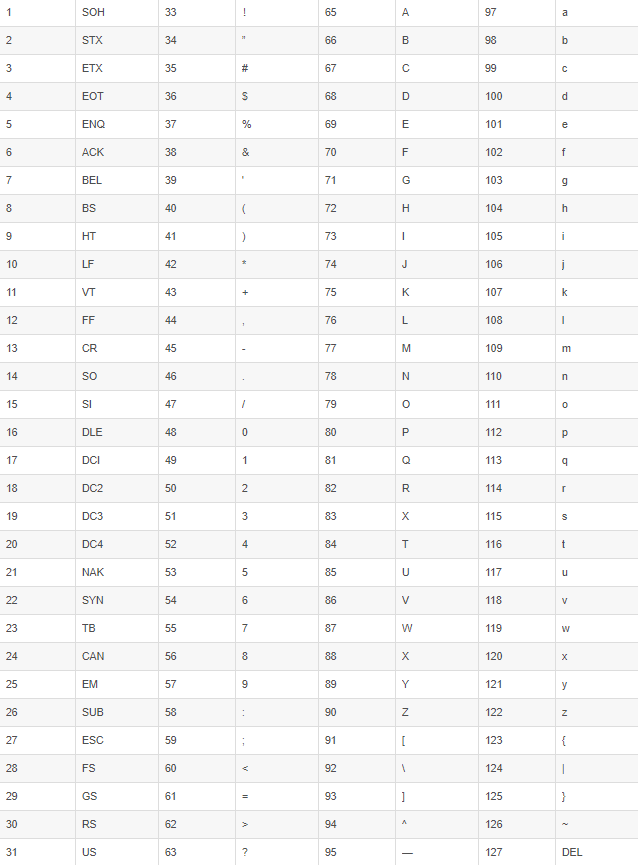 1 SOH 33 ! 65 A 97 a
2 STX 34 " 66 B 98 b
3 ETX 35 # 67 C 99 c
4 EOT 36 $ 68 D 100 d
5 ENQ 37 % 69 E 101 e
6 ACK 38 & 70 F 102 f
7 BEL 39 ' 71 G 103 g
8 BS 40 ( 72 H 104 h
9 HT 41 ) 73 I 105 i
10 LF 42 * 74 J 106 j
11 VT 43 + 75 K 107 k
12 FF 44 , 76 L 108 l
13 CR 45 - 77 M 109 m
14 SO 46 . 78 N 110 n
15 SI 47 / 79 O 111 o
16 DLE 48 0 80 P 112 p
17 DCI 49 1 81 Q 113 q
18 DC2 50 2 82 R 114 r
19 DC3 51 3 83 X 115 s
20 DC4 52 4 84 T 116 t
21 NAK 53 5 85 U 117 u
22 SYN 54 6 86 V 118 v
23 TB 55 7 87 W 119 w
24 CAN 56 8 88 X 120 x
25 EM 57 9 89 Y 121 y
26 SUB 58 : 90 Z 122 z
27 ESC 59 ; 91 [ 123 {
28 FS 60 < 92 \ 124 |
29 GS 61 = 93 ] 125 }
30 RS 62 > 94 ^ 126 ~
31 US 63 ? 95 — 127 DEL